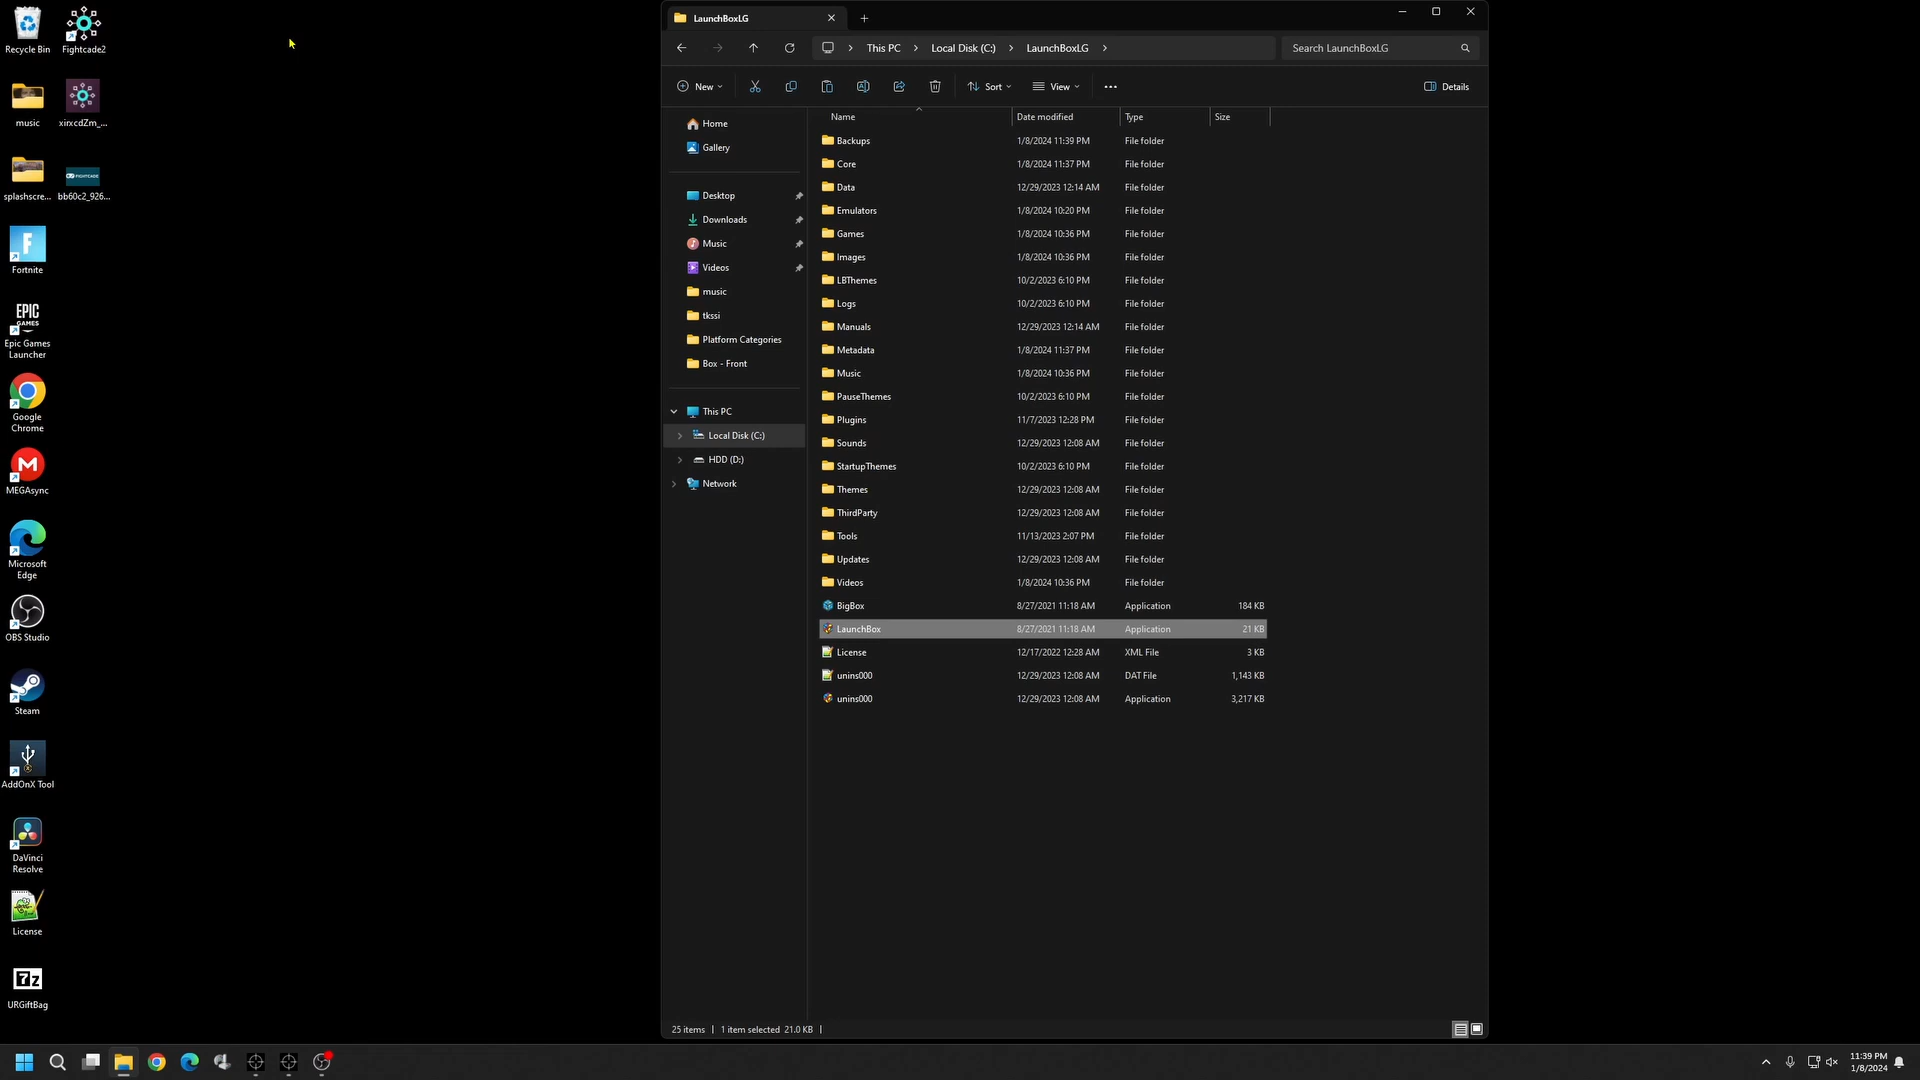 Recycle Bin
Fightcade2
music
xirxcdZm_...
splashscre...
FIGHTCADE
bb60c2_926...
F
Fortnite
EPIC
GAMES
Epic Games
Launcher
Google
Chrome
M
MEGAsync
Microsoft
Edge
OBS Studio
Steam
AddOnX Tool
DaVinci
Resolve
License
7z
URGiftBag
LaunchBoxLG
This PC > Local Disk (C:) > LaunchBoxLG >
Search LaunchBoxLG
New
Sort
View
Details
Home
Gallery
Desktop
Downloads
Music
Videos
music
tkssi
Platform Categories
Box - Front
This PC
Local Disk (C:)
HDD (D:)
Network
Name Date modified Type Size
Backups 1/8/2024 11:39 PM File folder
Core 1/8/2024 11:37 PM File folder
Data 12/29/2023 12:14 AM File folder
Emulators 1/8/2024 10:20 PM File folder
Games 1/8/2024 10:36 PM File folder
Images 1/8/2024 10:36 PM File folder
LBThemes 10/2/2023 6:10 PM File folder
Logs 10/2/2023 6:10 PM File folder
Manuals 12/29/2023 12:14 AM File folder
Metadata 1/8/2024 11:37 PM File folder
Music 1/8/2024 10:36 PM File folder
PauseThemes 10/2/2023 6:10 PM File folder
Plugins 11/7/2023 12:28 PM File folder
Sounds 12/29/2023 12:08 AM File folder
StartupThemes 10/2/2023 6:10 PM File folder
Themes 12/29/2023 12:08 AM File folder
ThirdParty 12/29/2023 12:08 AM File folder
Tools 11/13/2023 2:07 PM File folder
Updates 12/29/2023 12:08 AM File folder
Videos 1/8/2024 10:36 PM File folder
BigBox 8/27/2021 11:18 AM Application 184 KB
LaunchBox 8/27/2021 11:18 AM Application 21 KB
License 12/17/2022 12:28 AM XML File 3 KB
unins000 12/29/2023 12:08 AM DAT File 1,143 KB
unins000 12/29/2023 12:08 AM Application 3,217 KB
25 items | 1 item selected 21.0 KB |
11:39 PM
1/8/2024